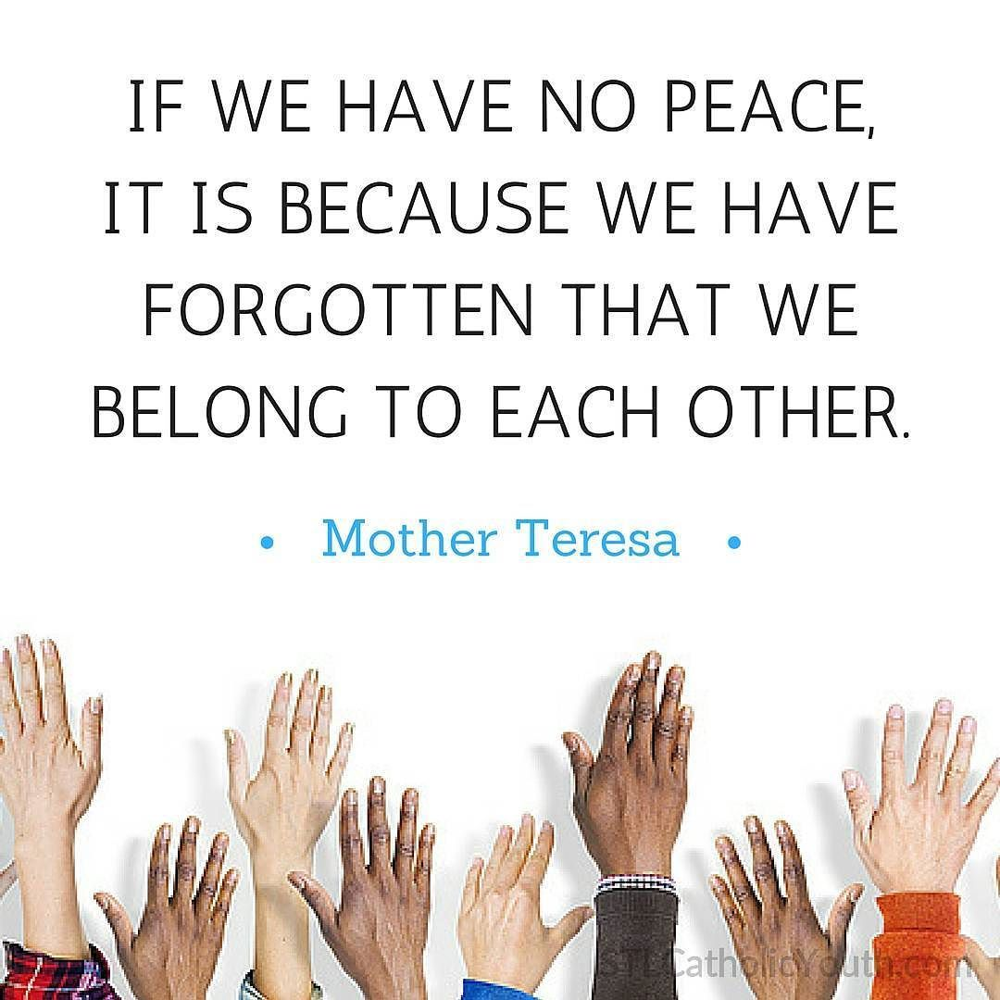 IF WE HAVE NO PEACE,
IT IS BECAUSE WE HAVE
FORGOTTEN THAT WE
BELONG TO EACH OTHER.
• Mother Teresa •
STLCatholicYouth.com